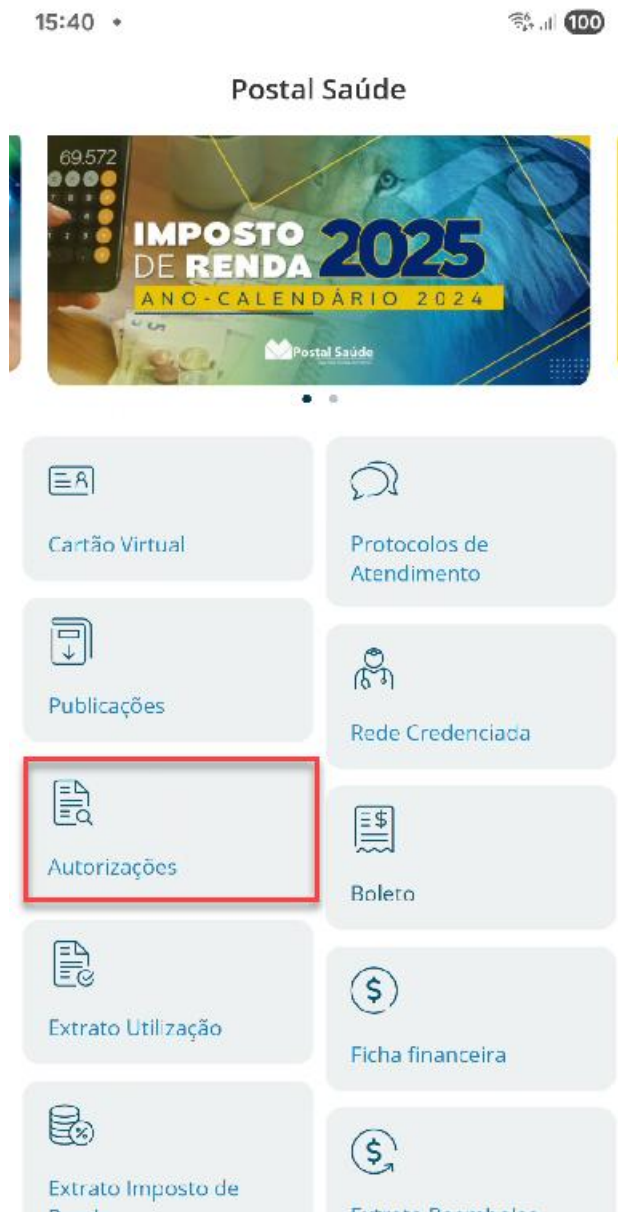 15:40
100
Postal Saúde
69.572
IMPOSTO
DE RENDA
2025
ANO-CALENDÁRIO 2024
Postal Saúde
Cartão Virtual
Protocolos de
Atendimento
Publicações
Rede Credenciada
Autorizações
Boleto
Extrato Utilização
Ficha financeira
Extrato Imposto de